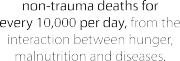 non-trauma deaths for
every 10,000 per day, from the
interaction between hunger,
malnutrition and diseases.